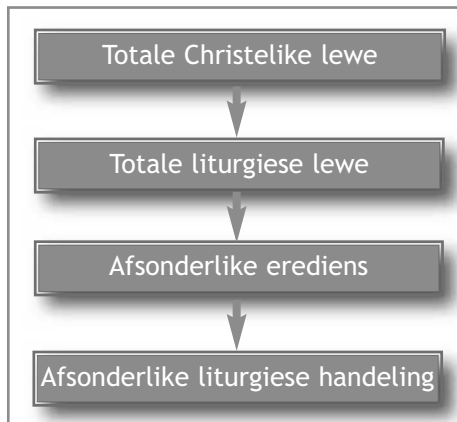 Totale Christelike lewe
Totale liturgiese lewe
Afsonderlike erediens
Afsonderlike liturgiese handeling